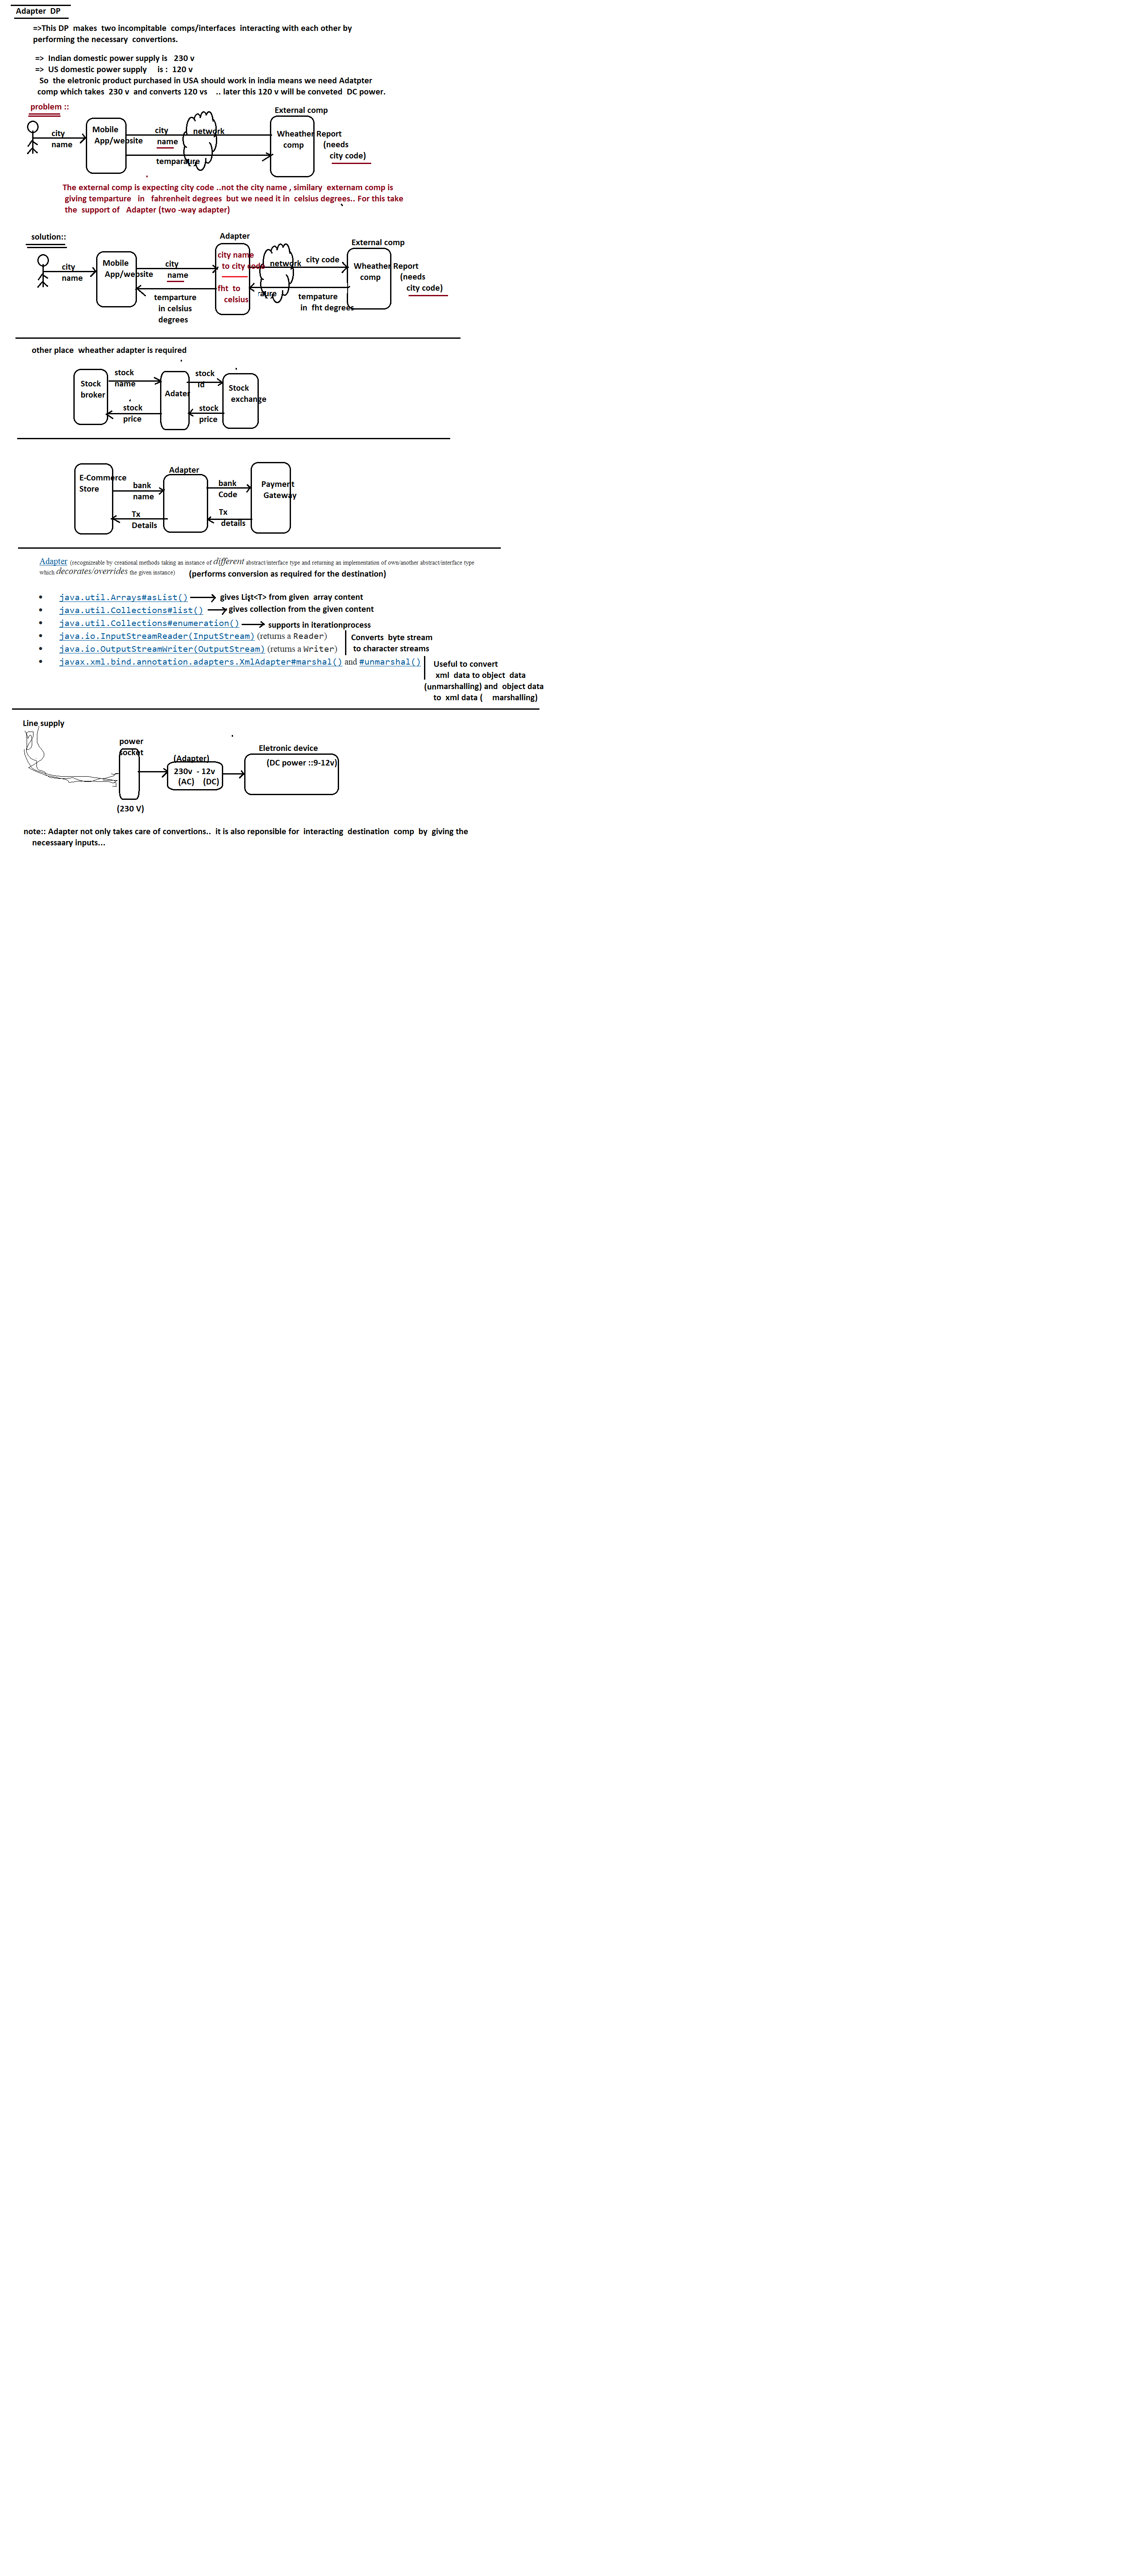 Adapter DP
=>This DP makes two incompitable comps/interfaces interacting with each other by
performing the necessary convertions.
=> Indian domestic power supply is 230 v
=> US domestic power supply is : 120 v
So the eletronic product purchased in USA should work in india means we need Adatpter
comp which takes 230 v and converts 120 vs .. later this 120 v will be conveted DC power.
problem ::
External comp
city
name
Mobile
App/website
city
name
network
temparature
Wheather Report
comp
(needs
city code)
The external comp is expecting city code ..not the city name , similary externam comp is
giving temparture in fahrenheit degrees but we need it in celsius degrees.. For this take
the support of Adapter (two -way adapter)
solution::
Adapter
External comp
city
name
Mobile
App/website
city
name
temparture
in celsius
degrees
city name
to city code
fht to
celsius
network
city code
tempature
in fht degrees
Wheather Report
comp
(needs
city code)
other place wheather adapter is required
Stock
broker
stock
name
stock
price
Adater
stock
id
stock
price
Stock
exchange
E-Commerce
Store
bank
name
Tx
Details
Adapter
bank
Code
Tx
details
Payment
Gateway
Adapter (recognizeable by creational methods taking an instance of different abstract/interface type and returning an implementation of own/another abstract/interface type
which decorates/overrides the given instance) (performs conversion as required for the destination)
• java.util.Arrays#asList() gives List<T> from given array content
• java.util.Collections#list() gives collection from the given content
• java.util.Collections#enumeration() supports in iterationprocess
• java.io.InputStreamReader(InputStream) (returns a Reader)
• java.io.OutputStreamWriter(OutputStream) (returns a Writer)
Converts byte stream
to character streams
• javax.xml.bind.annotation.adapters.XmlAdapter#marshal() and #unmarshal()
Useful to convert
xml data to object data
(unmarshalling) and object data
to xml data ( marshalling)
Line supply
power
socket
(230 V)
(Adapter)
230v - 12v
(AC) (DC)
Eletronic device
(DC power ::9-12v)
note:: Adapter not only takes care of convertions.. it is also reponsible for interacting destination comp by giving the
necessaary inputs...